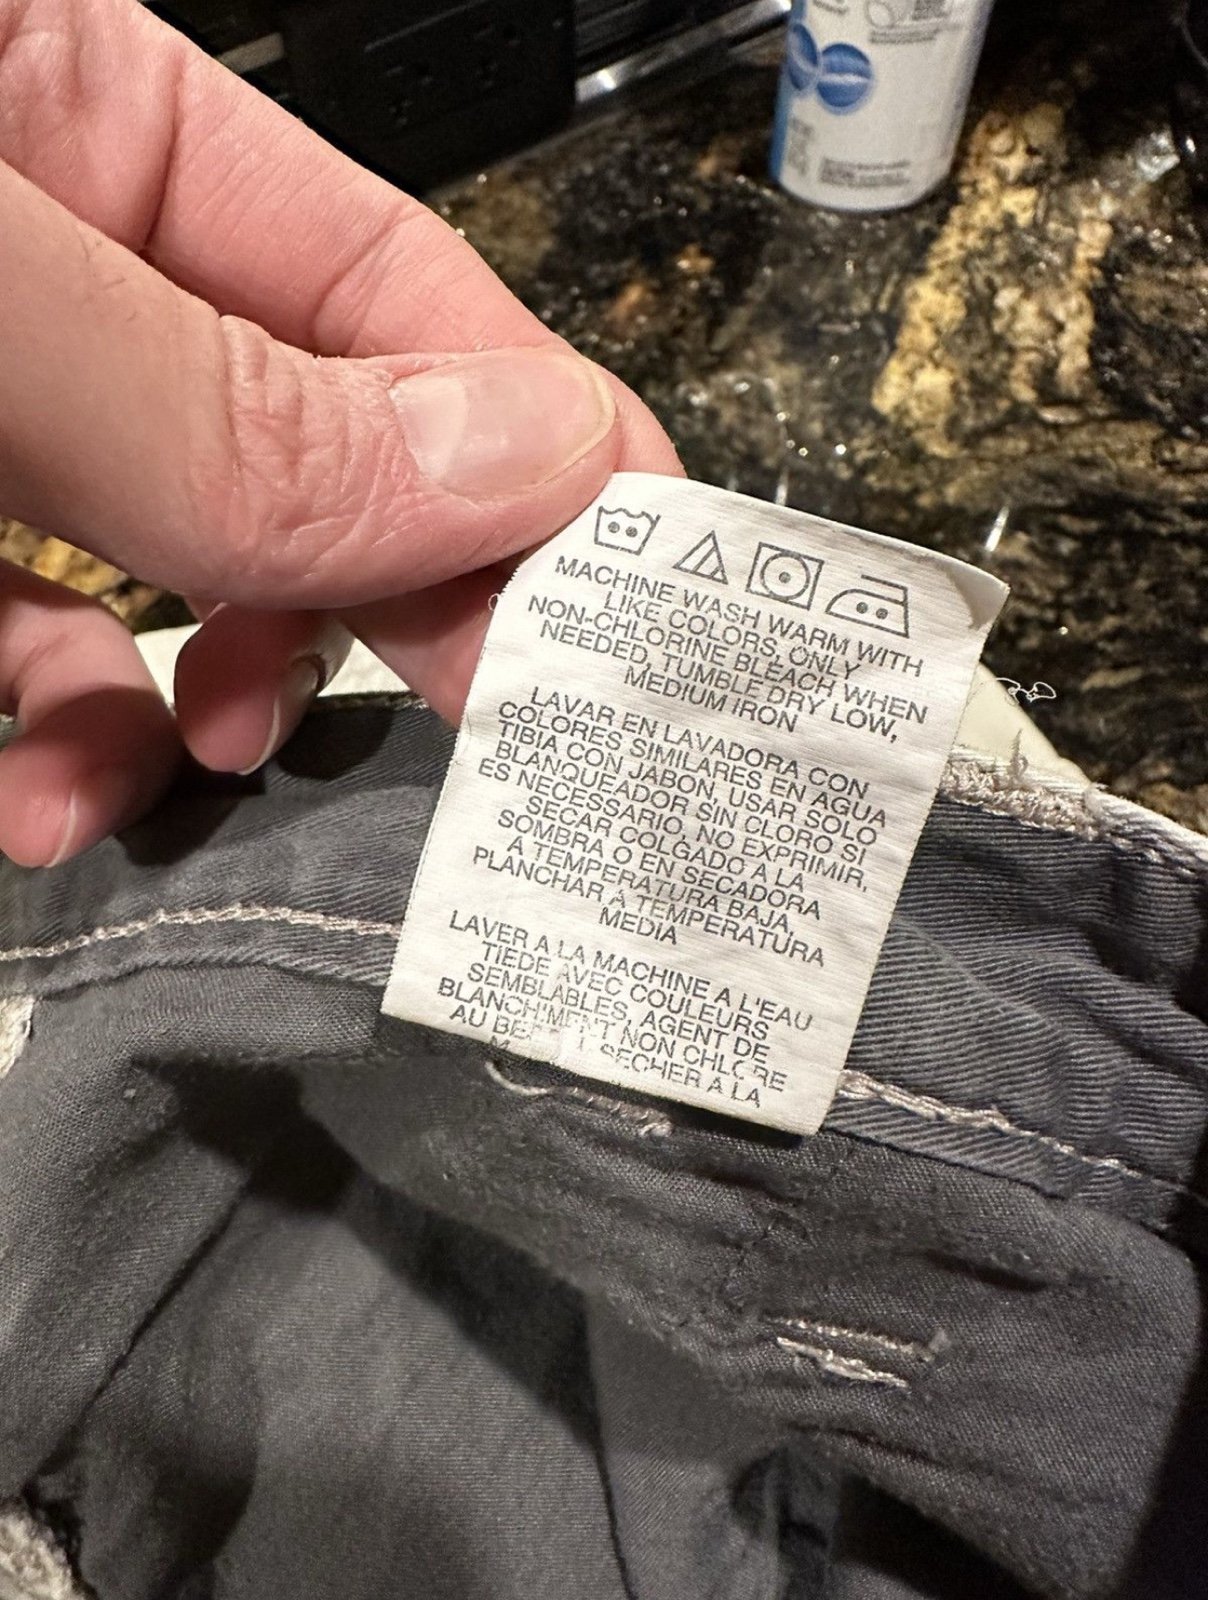 MACHINE WASH WARM WITH
LIKE COLORS, ONLY
NON-CHLORINE BLEACH WHEN
NEEDED, TUMBLE DRY LOW,
MEDIUM IRON
LAVAR EN LAVADORA CON
COLORES SIMILARES EN AGUA
TIBIA CON JABON, USAR SOLO
BLANQUEADOR SIN CLORO SI
ES NECESSARIO, NO EXPRIMIR,
SECAR COLGADO A LA
SOMBRA O EN SECADORA
A TEMPERATURA BAJA,
PLANCHAR A TEMPERATURA
MEDIA
LAVER A LA MACHINE A L'EAU
TIEDE AVEC COULEURS
SEMBLABLES, AGENT DE
BLANCHIMENT NON CHLORE
AU SECHER A LA